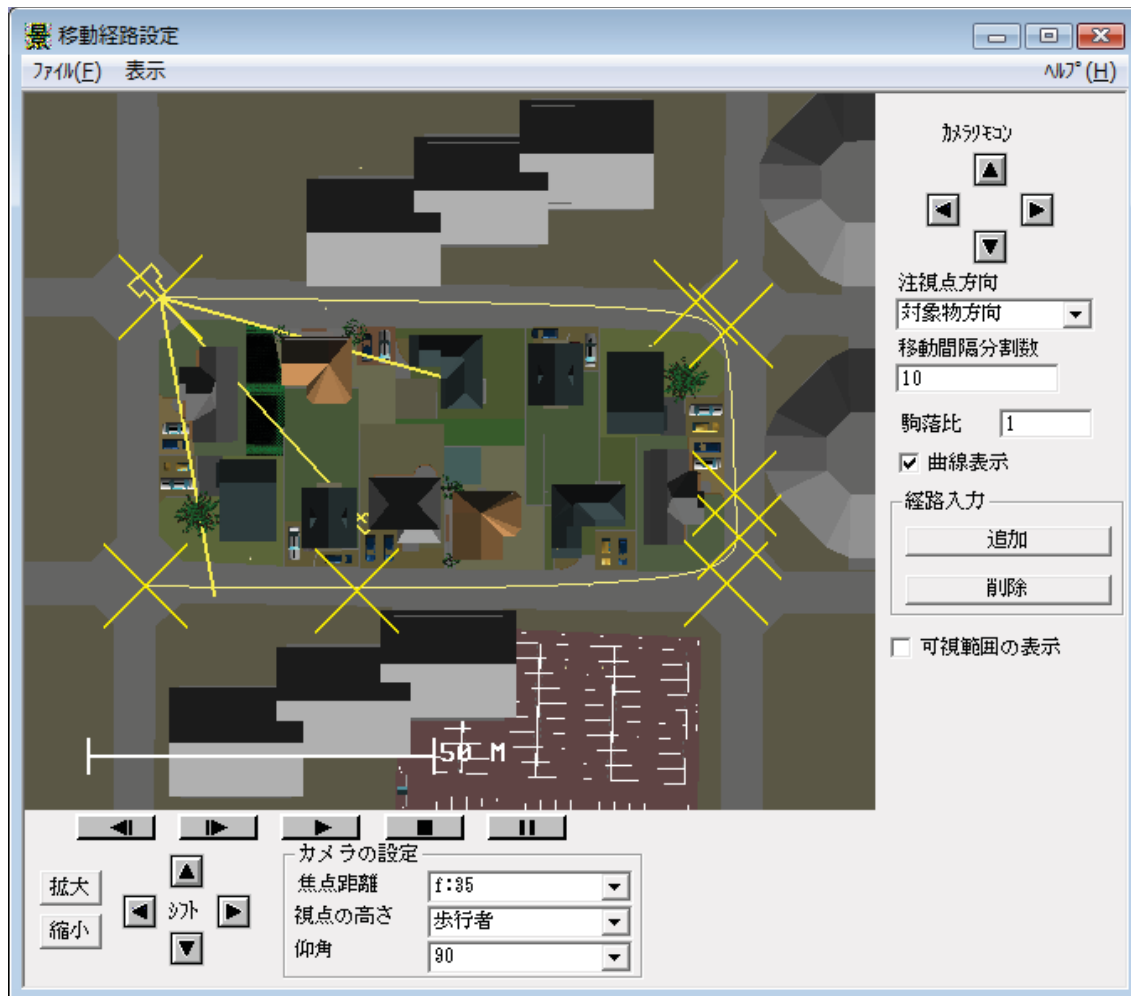 景 移動経路設定
ﾌｧｲﾙ(F) 表示 ﾍﾙﾌﾟ(H)
ｶﾒﾗﾘﾓｺﾝ
注視点方向
対象物方向
移動間隔分割数
10
駒落比 1
曲線表示
経路入力
追加
削除
可視範囲の表示
50 M
カメラの設定
拡大
縮小
ｼﾌﾄ
焦点距離 f:35
視点の高さ 歩行者
仰角 90